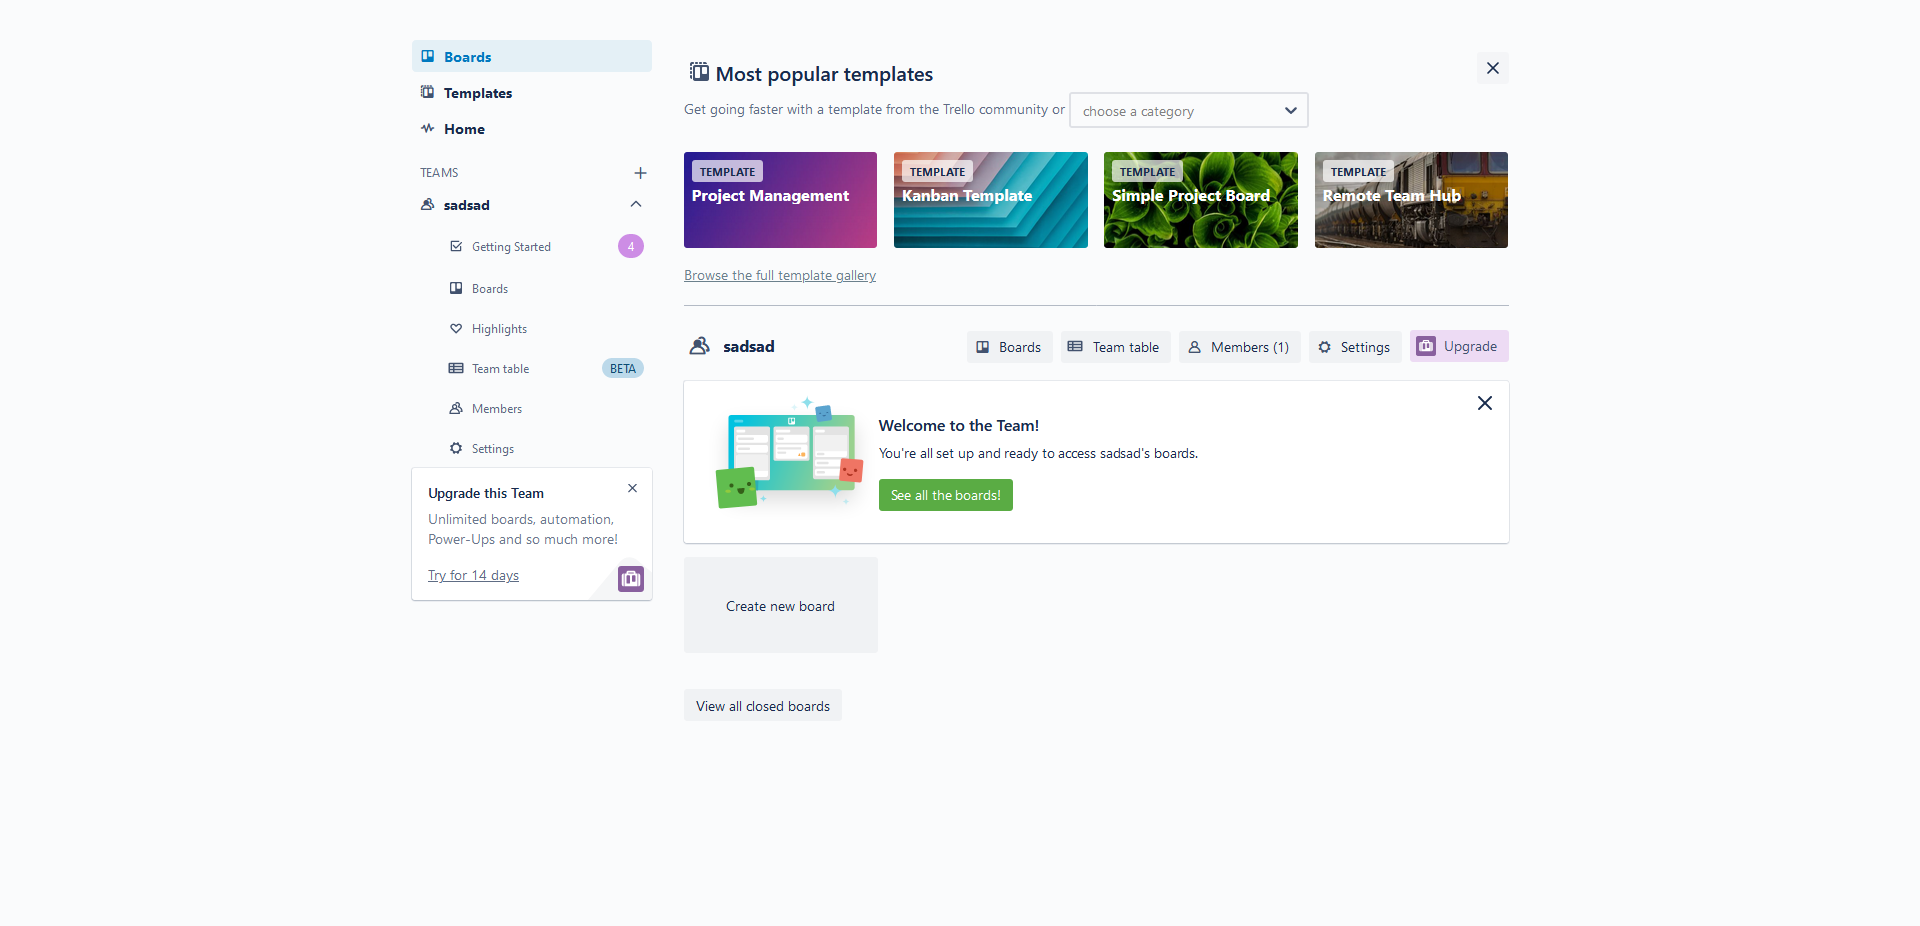 Boards
Templates
Home
TEAMS
sadsad
Getting Started
4
Boards
Highlights
Team table
BETA
Members
Settings
Upgrade this Team
Unlimited boards, automation,
Power-Ups and so much more!
Try for 14 days
Most popular templates
Get going faster with a template from the Trello community or
choose a category
TEMPLATE
Project Management
TEMPLATE
Kanban Template
TEMPLATE
Simple Project Board
TEMPLATE
Remote Team Hub
Browse the full template gallery
sadsad
Boards
Team table
Members (1)
Settings
Upgrade
Welcome to the Team!
You're all set up and ready to access sadsad's boards.
See all the boards!
Create new board
View all closed boards